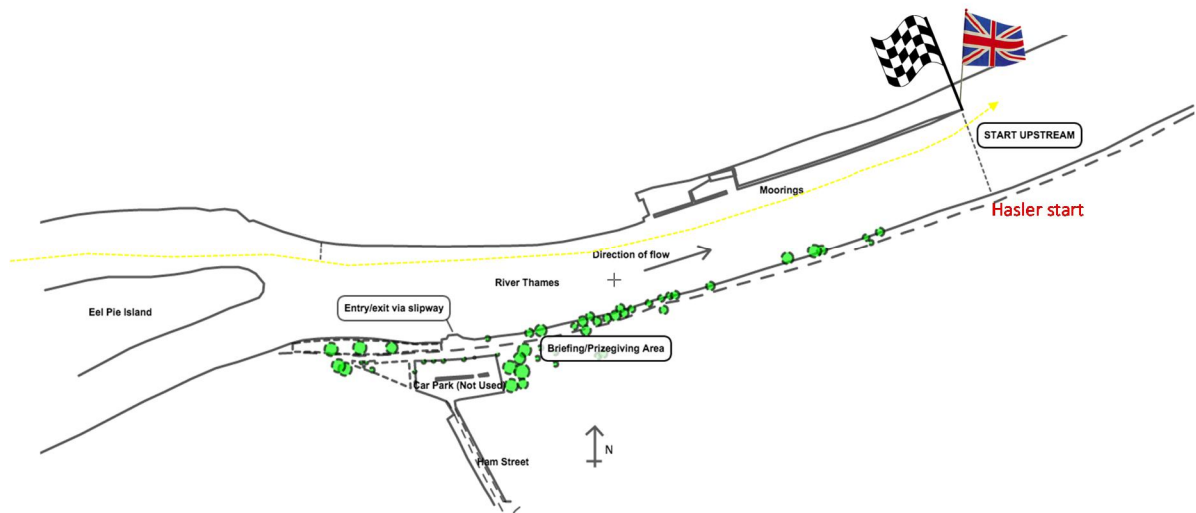 START UPSTREAM
Moorings
Hasler start
Direction of flow
River Thames
Eel Pie Island
Entry/exit via slipway
Briefing/Prizegiving Area
Car Park (Not Used)
N
Ham Street